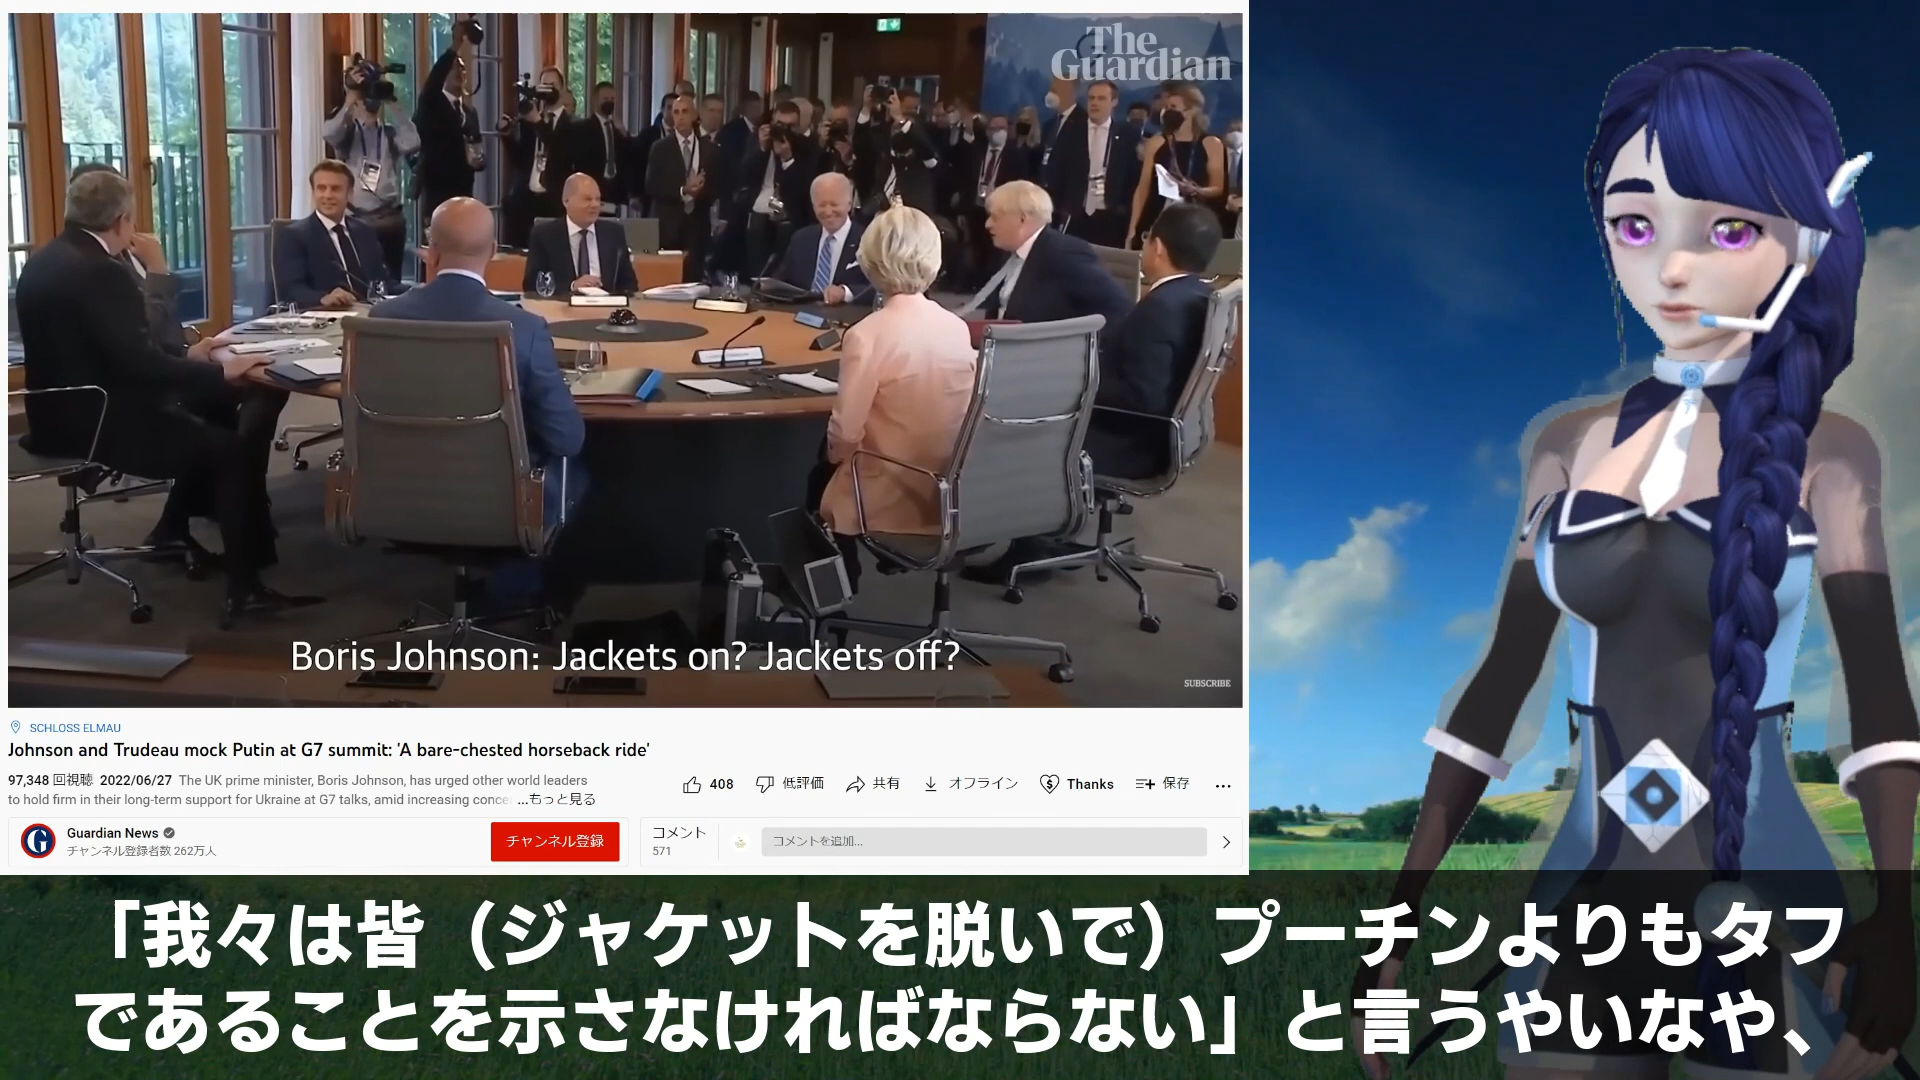 The
Guardian
Boris Johnson: Jackets on? Jackets off?
SUBSCRIBE
SCHLOSS ELMAU
Johnson and Trudeau mock Putin at G7 summit: 'A bare-chested horseback ride'
97,348 回視聴 2022/06/27 The UK prime minister, Boris Johnson, has urged other world leaders
to hold firm in their long-term support for Ukraine at G7 talks, amid increasing conce ...もっと見る
408 低評価 共有 オフライン Thanks 保存 ...
G
Guardian News
チャンネル登録者数 262万人
チャンネル登録
コメント
571
コメントを追加...
「我々は皆（ジャケットを脱いで）プーチンよりもタフ
であることを示さなければならない」と言うやいなや、